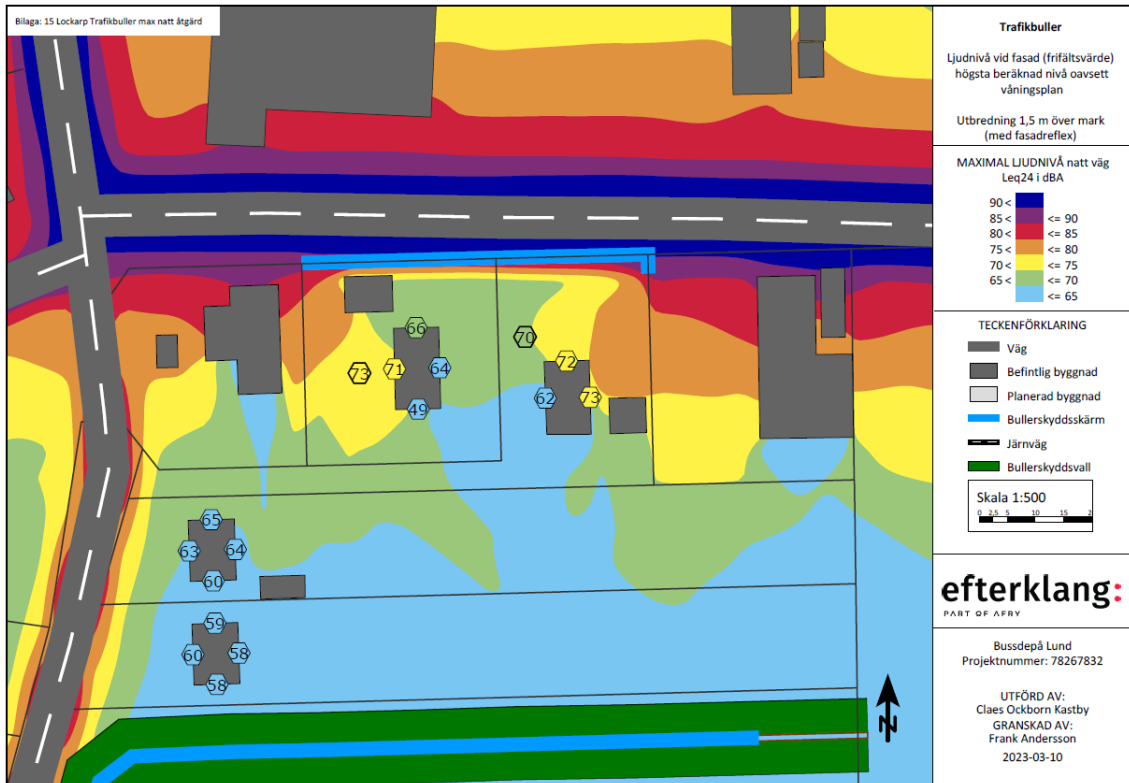 Bilaga: 15 Lockarp Trafikbuller max natt åtgärd
66
70
73
71
64
49
72
62
73
65
63
64
60
59
60
58
58
N
Trafikbuller
Ljudnivå vid fasad (frifältsvärde)
högsta beräknad nivå oavsett
våningsplan
Utbredning 1,5 m över mark
(med fasadreflex)
MAXIMAL LJUDNIVÅ natt väg
Leq24 i dBA
90 <
85 < <= 90
80 < <= 85
75 < <= 80
70 < <= 75
65 < <= 70
<= 65
TECKENFÖRKLARING
Väg
Befintlig byggnad
Planerad byggnad
Bullerskyddsskärm
Järnväg
Bullerskyddsvall
Skala 1:500
0 2,5 5 10 15 2
efterklang:
PART OF AFRY
Bussdepå Lund
Projektnummer: 78267832
UTFÖRD AV:
Claes Ockborn Kastby
GRANSKAD AV:
Frank Andersson
2023-03-10